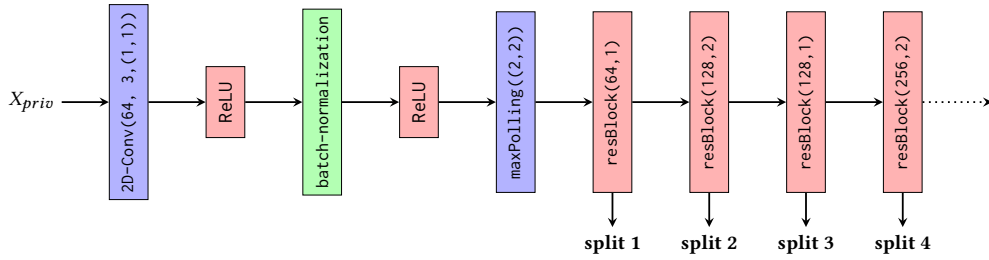 X_priv
2D-Conv(64, 3,(1,1))
ReLU
batch-normalization
ReLU
maxPolling((2,2))
resBlock(64,1)
resBlock(128,2)
resBlock(128,1)
resBlock(256,2)
split 1
split 2
split 3
split 4